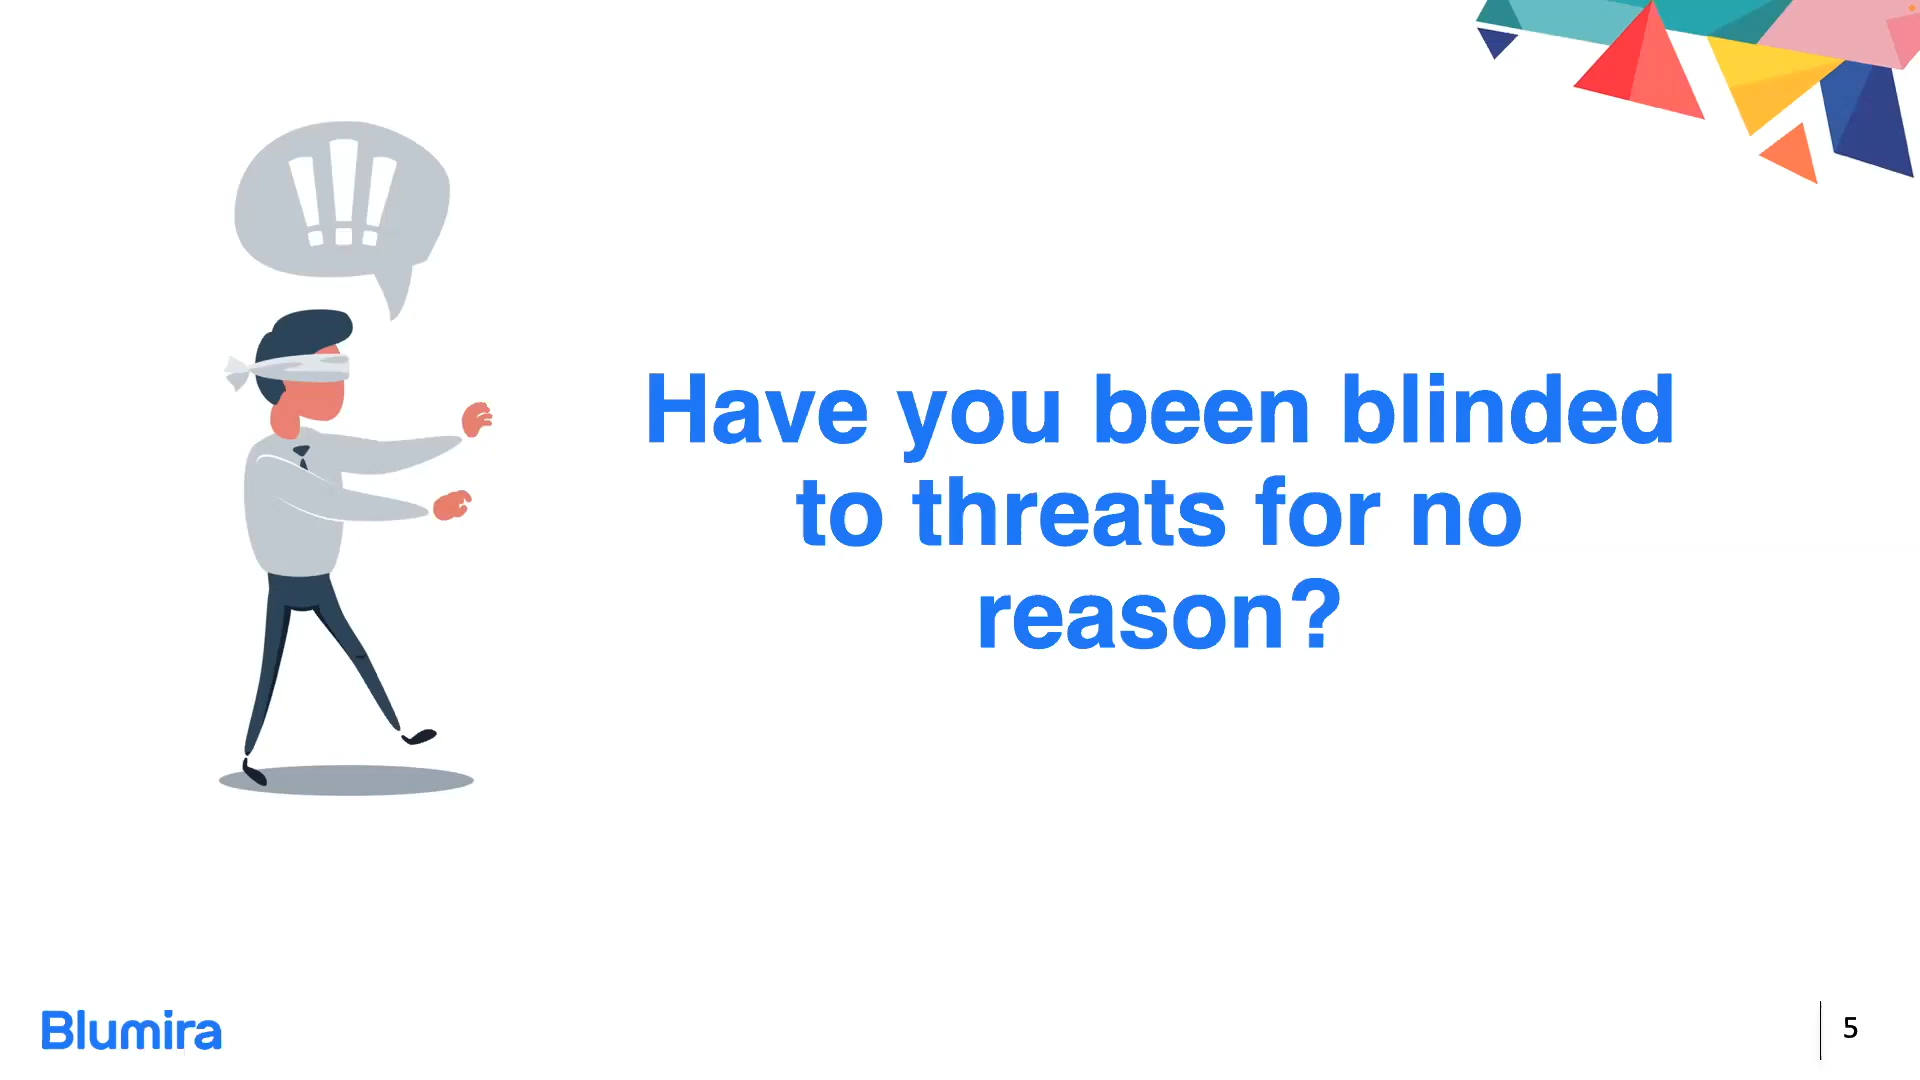 !!!
Have you been blinded
to threats for no
reason?
Blumira
5